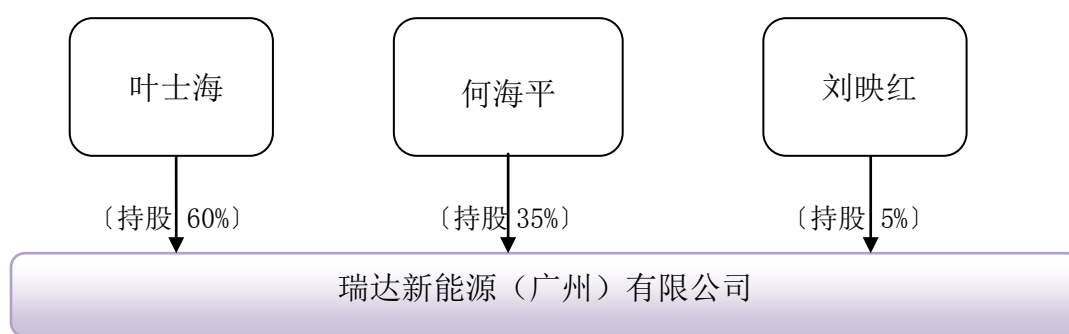 叶士海
何海平
刘映红
〔持股 60%〕
〔持股 35%〕
〔持股 5%〕
瑞达新能源（广州）有限公司